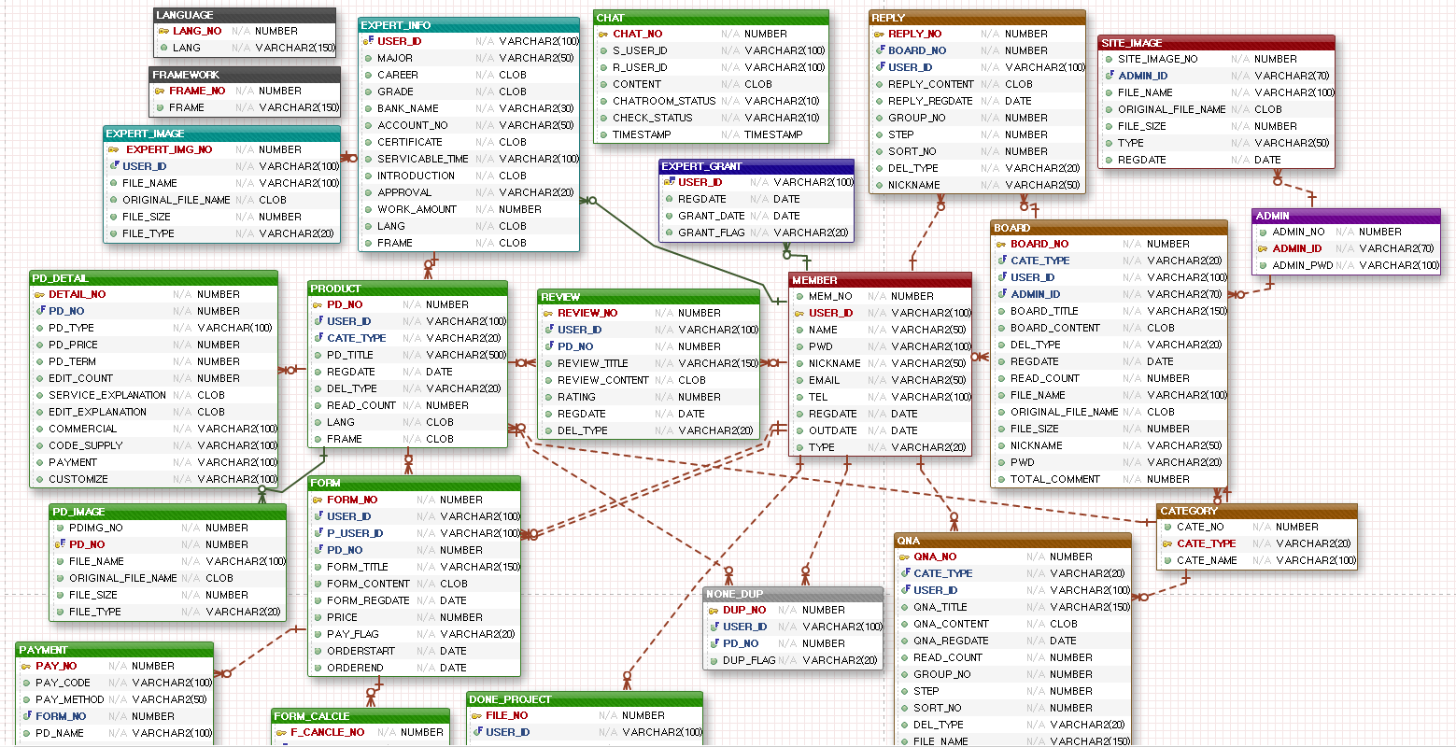 LANGUAGE
LANG_NO N/A NUMBER
LANG N/A VARCHAR2(150)
FRAMEWORK
FRAME_NO N/A NUMBER
FRAME N/A VARCHAR2(150)
EXPERT_IMAGE
EXPERT_IMG_NO N/A NUMBER
USER_ID N/A VARCHAR2(100)
FILE_NAME N/A VARCHAR2(100)
ORIGINAL_FILE_NAME N/A CLOB
FILE_SIZE N/A NUMBER
FILE_TYPE N/A VARCHAR2(20)
EXPERT_INFO
USER_ID N/A VARCHAR2(100)
MAJOR N/A VARCHAR2(50)
CAREER N/A CLOB
GRADE N/A CLOB
BANK_NAME N/A VARCHAR2(30)
ACCOUNT_NO N/A VARCHAR2(50)
CERTIFICATE N/A CLOB
SERVICABLE_TIME N/A VARCHAR2(100)
INTRODUCTION N/A CLOB
APPROVAL N/A VARCHAR2(20)
WORK_AMOUNT N/A NUMBER
LANG N/A CLOB
FRAME N/A CLOB
CHAT
CHAT_NO N/A NUMBER
S_USER_ID N/A VARCHAR2(100)
R_USER_ID N/A VARCHAR2(100)
CONTENT N/A CLOB
CHATROOM_STATUS N/A VARCHAR2(10)
CHECK_STATUS N/A VARCHAR2(10)
TIMESTAMP N/A TIMESTAMP
EXPERT_GRANT
USER_ID N/A VARCHAR2(100)
REGDATE N/A DATE
GRANT_DATE N/A DATE
GRANT_FLAG N/A VARCHAR2(20)
REPLY
REPLY_NO N/A NUMBER
BOARD_NO N/A NUMBER
USER_ID N/A VARCHAR2(100)
REPLY_CONTENT N/A CLOB
REPLY_REGDATE N/A DATE
GROUP_NO N/A NUMBER
STEP N/A NUMBER
SORT_NO N/A NUMBER
DEL_TYPE N/A VARCHAR2(20)
NICKNAME N/A VARCHAR2(50)
SITE_IMAGE
SITE_IMAGE_NO N/A NUMBER
ADMIN_ID N/A VARCHAR2(70)
FILE_NAME N/A VARCHAR2(100)
ORIGINAL_FILE_NAME N/A CLOB
FILE_SIZE N/A NUMBER
TYPE N/A VARCHAR2(50)
REGDATE N/A DATE
ADMIN
ADMIN_NO N/A NUMBER
ADMIN_ID N/A VARCHAR2(70)
ADMIN_PWD N/A VARCHAR2(100)
PD_DETAIL
DETAIL_NO N/A NUMBER
PD_NO N/A NUMBER
PD_TYPE N/A VARCHAR(100)
PD_PRICE N/A NUMBER
PD_TERM N/A NUMBER
EDIT_COUNT N/A NUMBER
SERVICE_EXPLANATION N/A CLOB
EDIT_EXPLANATION N/A CLOB
COMMERCIAL N/A VARCHAR2(100)
CODE_SUPPLY N/A VARCHAR2(100)
PAYMENT N/A VARCHAR2(100)
CUSTOMIZE N/A VARCHAR2(100)
PRODUCT
PD_NO N/A NUMBER
USER_ID N/A VARCHAR2(100)
CATE_TYPE N/A VARCHAR2(20)
PD_TITLE N/A VARCHAR2(500)
REGDATE N/A DATE
DEL_TYPE N/A VARCHAR2(20)
READ_COUNT N/A NUMBER
LANG N/A CLOB
FRAME N/A CLOB
REVIEW
REVIEW_NO N/A NUMBER
USER_ID N/A VARCHAR2(100)
PD_NO N/A NUMBER
REVIEW_TITLE N/A VARCHAR2(150)
REVIEW_CONTENT N/A CLOB
RATING N/A NUMBER
REGDATE N/A DATE
DEL_TYPE N/A VARCHAR2(20)
MEMBER
MEM_NO N/A NUMBER
USER_ID N/A VARCHAR2(100)
NAME N/A VARCHAR2(50)
PWD N/A VARCHAR2(100)
NICKNAME N/A VARCHAR2(50)
EMAIL N/A VARCHAR2(50)
TEL N/A VARCHAR2(100)
REGDATE N/A DATE
OUTDATE N/A DATE
TYPE N/A VARCHAR2(20)
BOARD
BOARD_NO N/A NUMBER
CATE_TYPE N/A VARCHAR2(20)
USER_ID N/A VARCHAR2(100)
ADMIN_ID N/A VARCHAR2(70)
BOARD_TITLE N/A VARCHAR2(150)
BOARD_CONTENT N/A CLOB
DEL_TYPE N/A VARCHAR2(20)
REGDATE N/A DATE
READ_COUNT N/A NUMBER
FILE_NAME N/A VARCHAR2(100)
ORIGINAL_FILE_NAME N/A CLOB
FILE_SIZE N/A NUMBER
NICKNAME N/A VARCHAR2(50)
PWD N/A VARCHAR2(20)
TOTAL_COMMENT N/A NUMBER
PD_IMAGE
PDIMG_NO N/A NUMBER
PD_NO N/A NUMBER
FILE_NAME N/A VARCHAR2(100)
ORIGINAL_FILE_NAME N/A CLOB
FILE_SIZE N/A NUMBER
FILE_TYPE N/A VARCHAR2(20)
FORM
FORM_NO N/A NUMBER
USER_ID N/A VARCHAR2(100)
P_USER_ID N/A VARCHAR2(100)
PD_NO N/A NUMBER
FORM_TITLE N/A VARCHAR2(150)
FORM_CONTENT N/A CLOB
FORM_REGDATE N/A DATE
PRICE N/A NUMBER
PAY_FLAG N/A VARCHAR2(20)
ORDERSTART N/A DATE
ORDEREND N/A DATE
CATEGORY
CATE_NO N/A NUMBER
CATE_TYPE N/A VARCHAR2(20)
CATE_NAME N/A VARCHAR2(100)
QNA
QNA_NO N/A NUMBER
CATE_TYPE N/A VARCHAR2(20)
USER_ID N/A VARCHAR2(100)
QNA_TITLE N/A VARCHAR2(150)
QNA_CONTENT N/A CLOB
QNA_REGDATE N/A DATE
READ_COUNT N/A NUMBER
GROUP_NO N/A NUMBER
STEP N/A NUMBER
SORT_NO N/A NUMBER
DEL_TYPE N/A VARCHAR2(20)
FILE_NAME N/A VARCHAR2(150)
NONE_DUP
DUP_NO N/A NUMBER
USER_ID N/A VARCHAR2(100)
PD_NO N/A NUMBER
DUP_FLAG N/A VARCHAR2(20)
PAYMENT
PAY_NO N/A NUMBER
PAY_CODE N/A VARCHAR2(100)
PAY_METHOD N/A VARCHAR2(50)
FORM_NO N/A NUMBER
PD_NAME N/A VARCHAR2(100)
FORM_CALCLE
F_CANCLE_NO N/A NUMBER
DONE_PROJECT
FILE_NO N/A NUMBER
USER_ID N/A VARCHAR2(100)